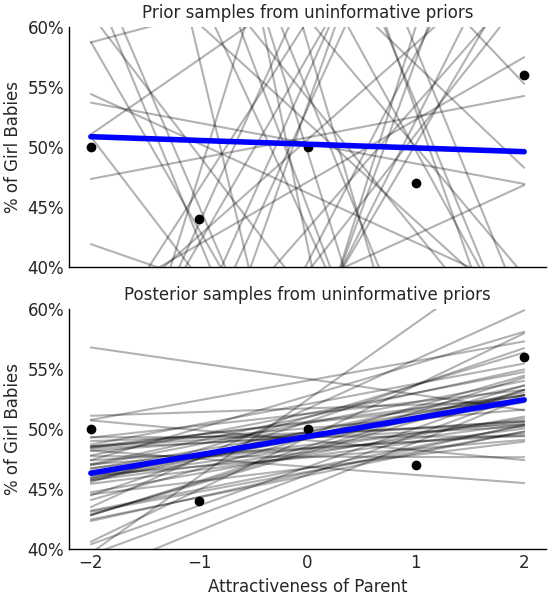 Prior samples from uninformative priors
60%
55%
50%
45%
40%
% of Girl Babies
Posterior samples from uninformative priors
60%
55%
50%
45%
40%
% of Girl Babies
−2 −1 0 1 2
Attractiveness of Parent